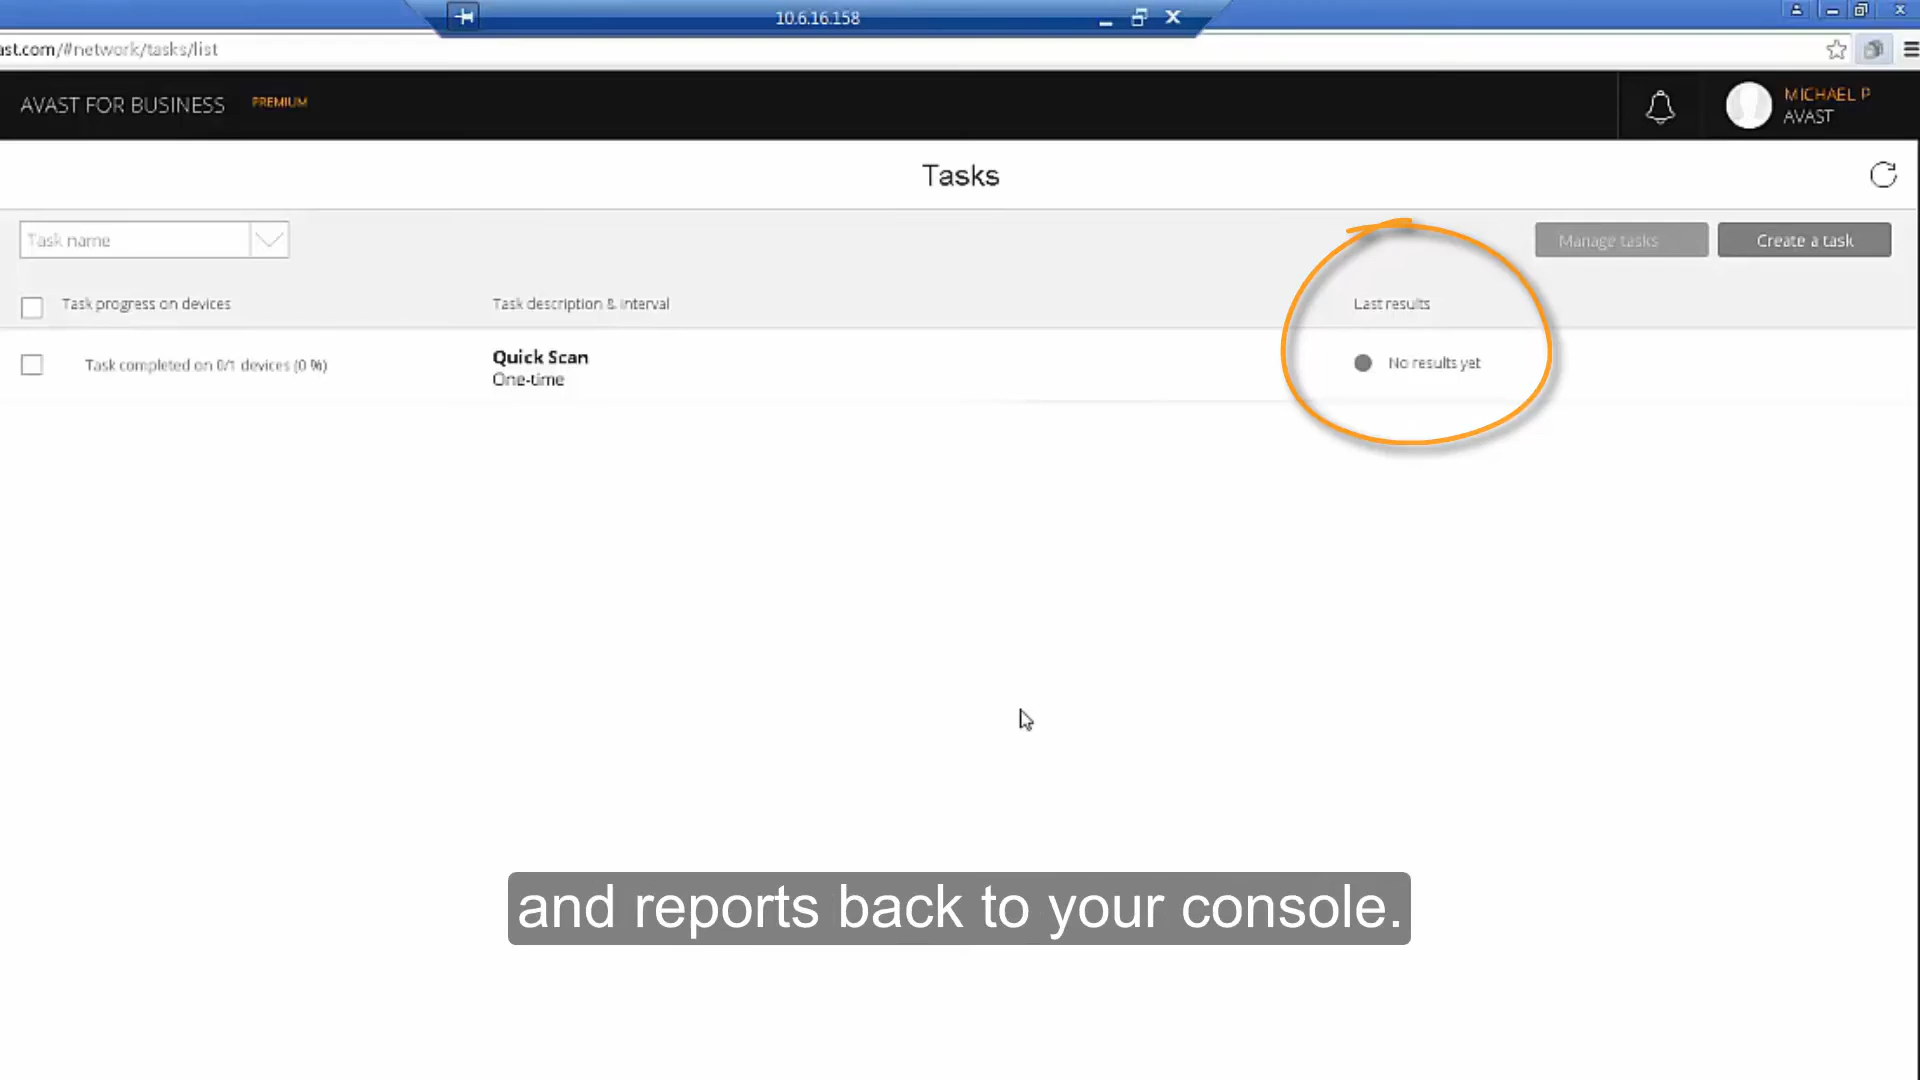 10.6.16.158
ast.com/#network/tasks/list
AVAST FOR BUSINESS PREMIUM
MICHAEL P
AVAST
Tasks
Task name
Manage tasks
Create a task
Task progress on devices
Task description & interval
Last results
Task completed on 0/1 devices (0 %)
Quick Scan
One-time
No results yet
and reports back to your console.